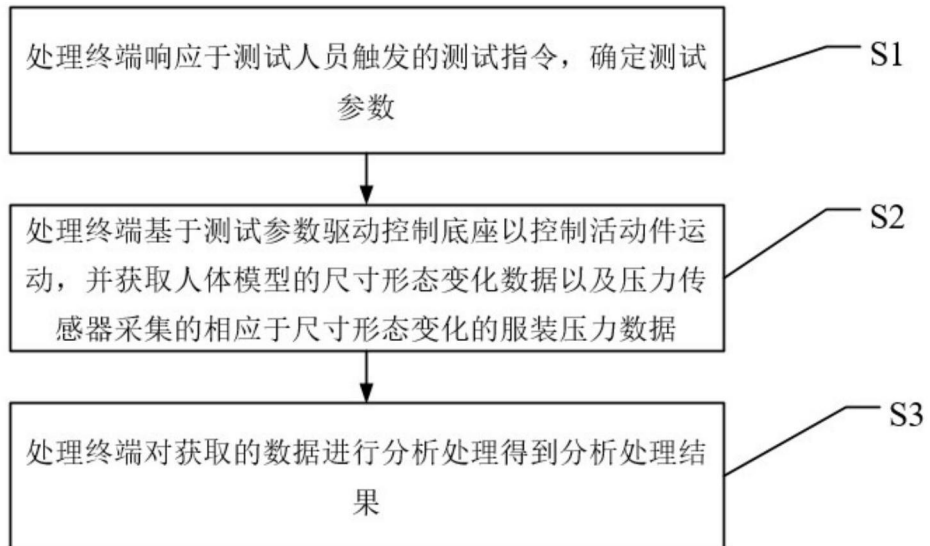 处理终端响应于测试人员触发的测试指令，确定测试
参数
S1
处理终端基于测试参数驱动控制底座以控制活动件运
动，并获取人体模型的尺寸形态变化数据以及压力传
感器采集的相应于尺寸形态变化的服装压力数据
S2
处理终端对获取的数据进行分析处理得到分析处理结
果
S3